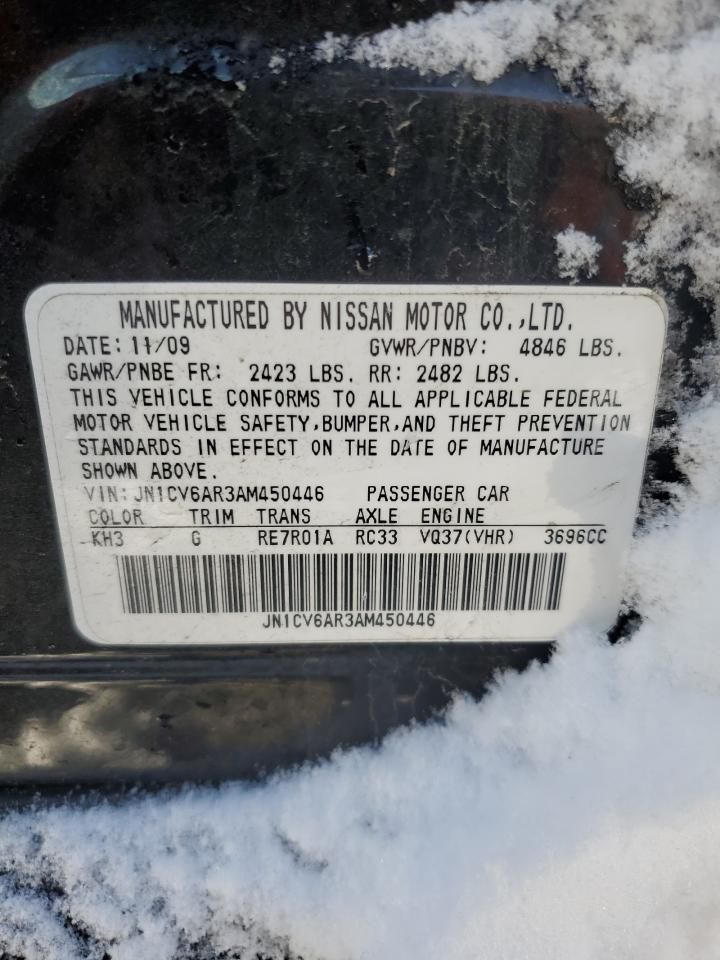 MANUFACTURED BY NISSAN MOTOR CO.,LTD.
DATE: 11/09 GVWR/PNBV: 4846 LBS.
GAWR/PNBE FR: 2423 LBS. RR: 2482 LBS.
THIS VEHICLE CONFORMS TO ALL APPLICABLE FEDERAL
MOTOR VEHICLE SAFETY,BUMPER,AND THEFT PREVENTION
STANDARDS IN EFFECT ON THE DATE OF MANUFACTURE
SHOWN ABOVE.
VIN: JN1CV6AR3AM450446 PASSENGER CAR
COLOR TRIM TRANS AXLE ENGINE
KH3 G RE7R01A RC33 VQ37(VHR) 3696CC
JN1CV6AR3AM450446